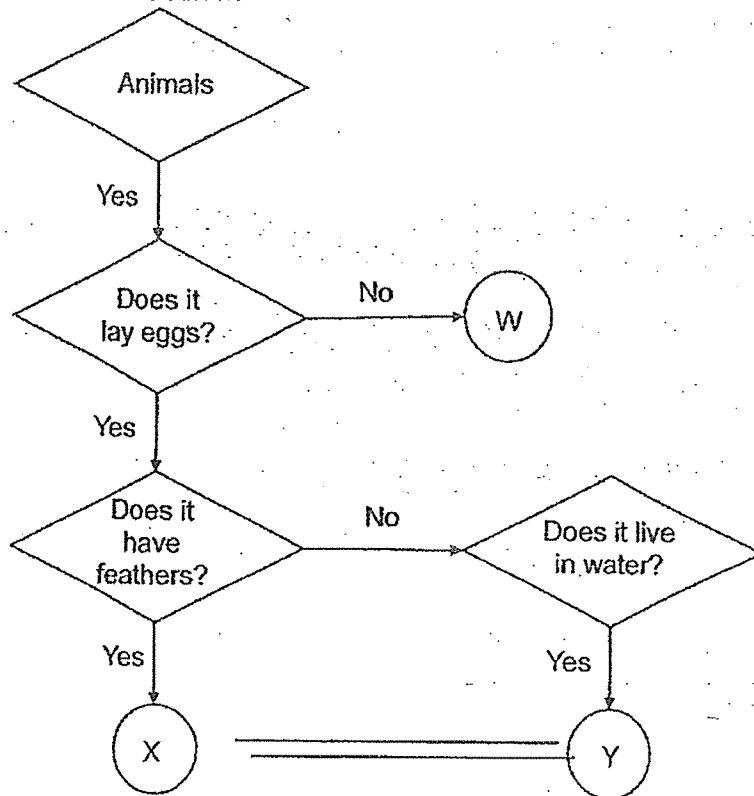 Animals
Yes
Does it
lay eggs?
No
W
Yes
Does it
have
feathers?
No
Does it live
in water?
Yes
Yes
X
Y